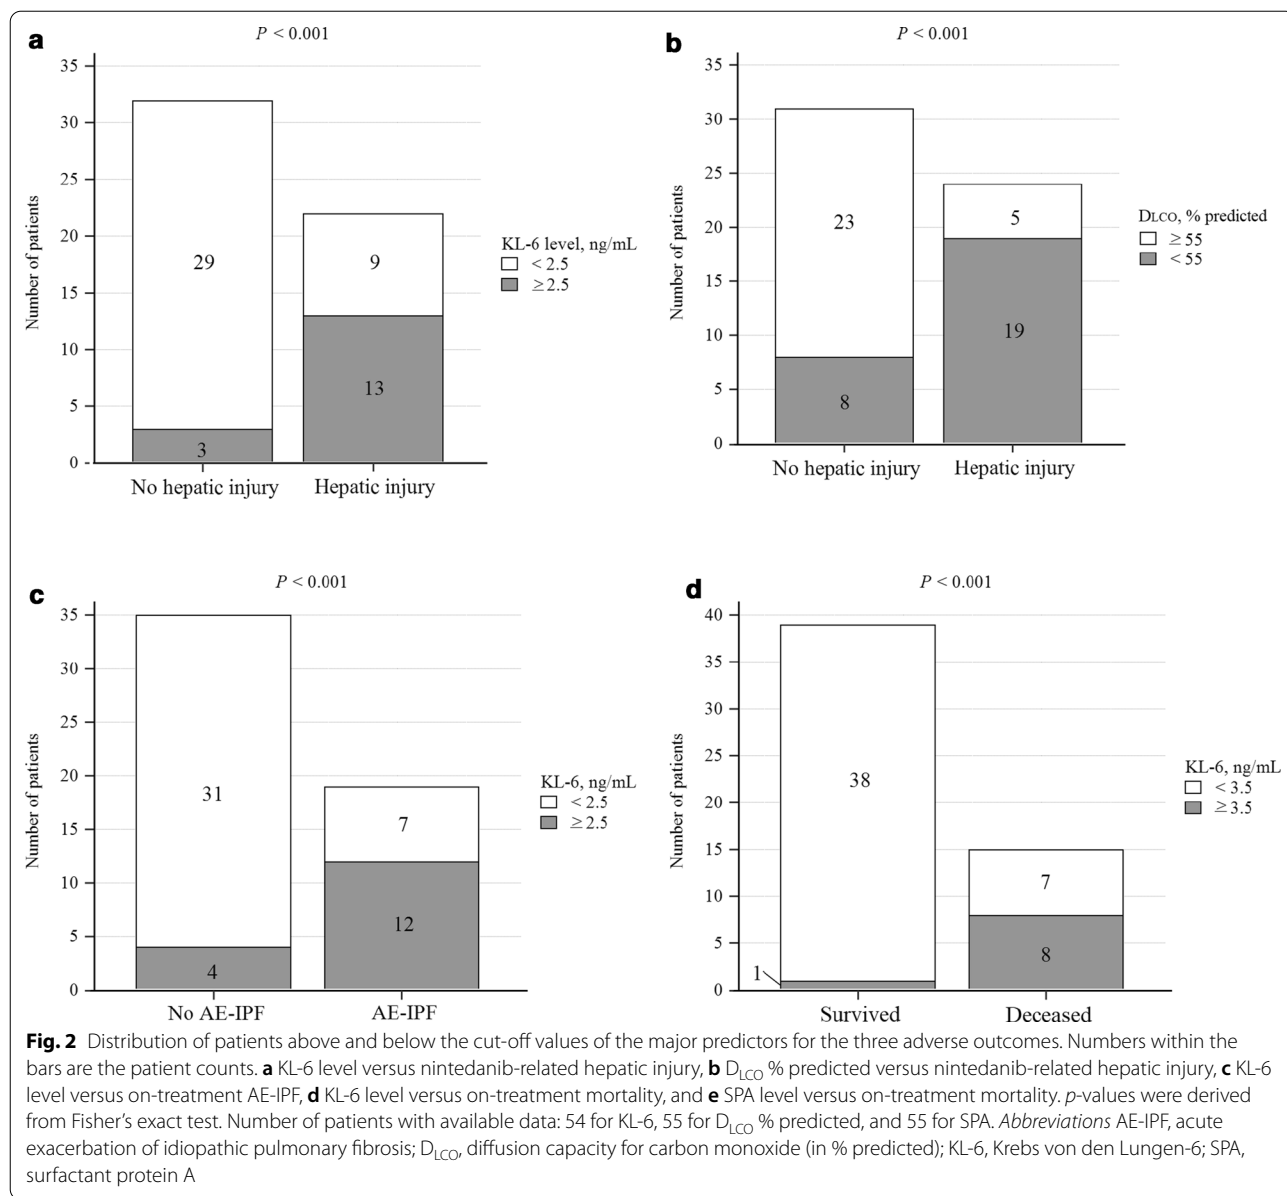 a
P < 0.001
35
30
25
20
15
10
5
0
Number of patients
29
3
9
13
No hepatic injury
Hepatic injury
KL-6 level, ng/mL
< 2.5
≥ 2.5
b
P < 0.001
35
30
25
20
15
10
5
0
Number of patients
23
8
5
19
No hepatic injury
Hepatic injury
DLCO, % predicted
≥ 55
< 55
c
P < 0.001
35
30
25
20
15
10
5
0
Number of patients
31
4
7
12
No AE-IPF
AE-IPF
KL-6, ng/mL
< 2.5
≥ 2.5
d
P < 0.001
40
35
30
25
20
15
10
5
0
Number of patients
38
1
7
8
Survived
Deceased
KL-6, ng/mL
< 3.5
≥ 3.5
Fig. 2 Distribution of patients above and below the cut-off values of the major predictors for the three adverse outcomes. Numbers within the
bars are the patient counts. a KL-6 level versus nintedanib-related hepatic injury, b DLCO % predicted versus nintedanib-related hepatic injury, c KL-6
level versus on-treatment AE-IPF, d KL-6 level versus on-treatment mortality, and e SPA level versus on-treatment mortality. p-values were derived
from Fisher's exact test. Number of patients with available data: 54 for KL-6, 55 for DLCO % predicted, and 55 for SPA. Abbreviations AE-IPF, acute
exacerbation of idiopathic pulmonary fibrosis; DLCO, diffusion capacity for carbon monoxide (in % predicted); KL-6, Krebs von den Lungen-6; SPA,
surfactant protein A